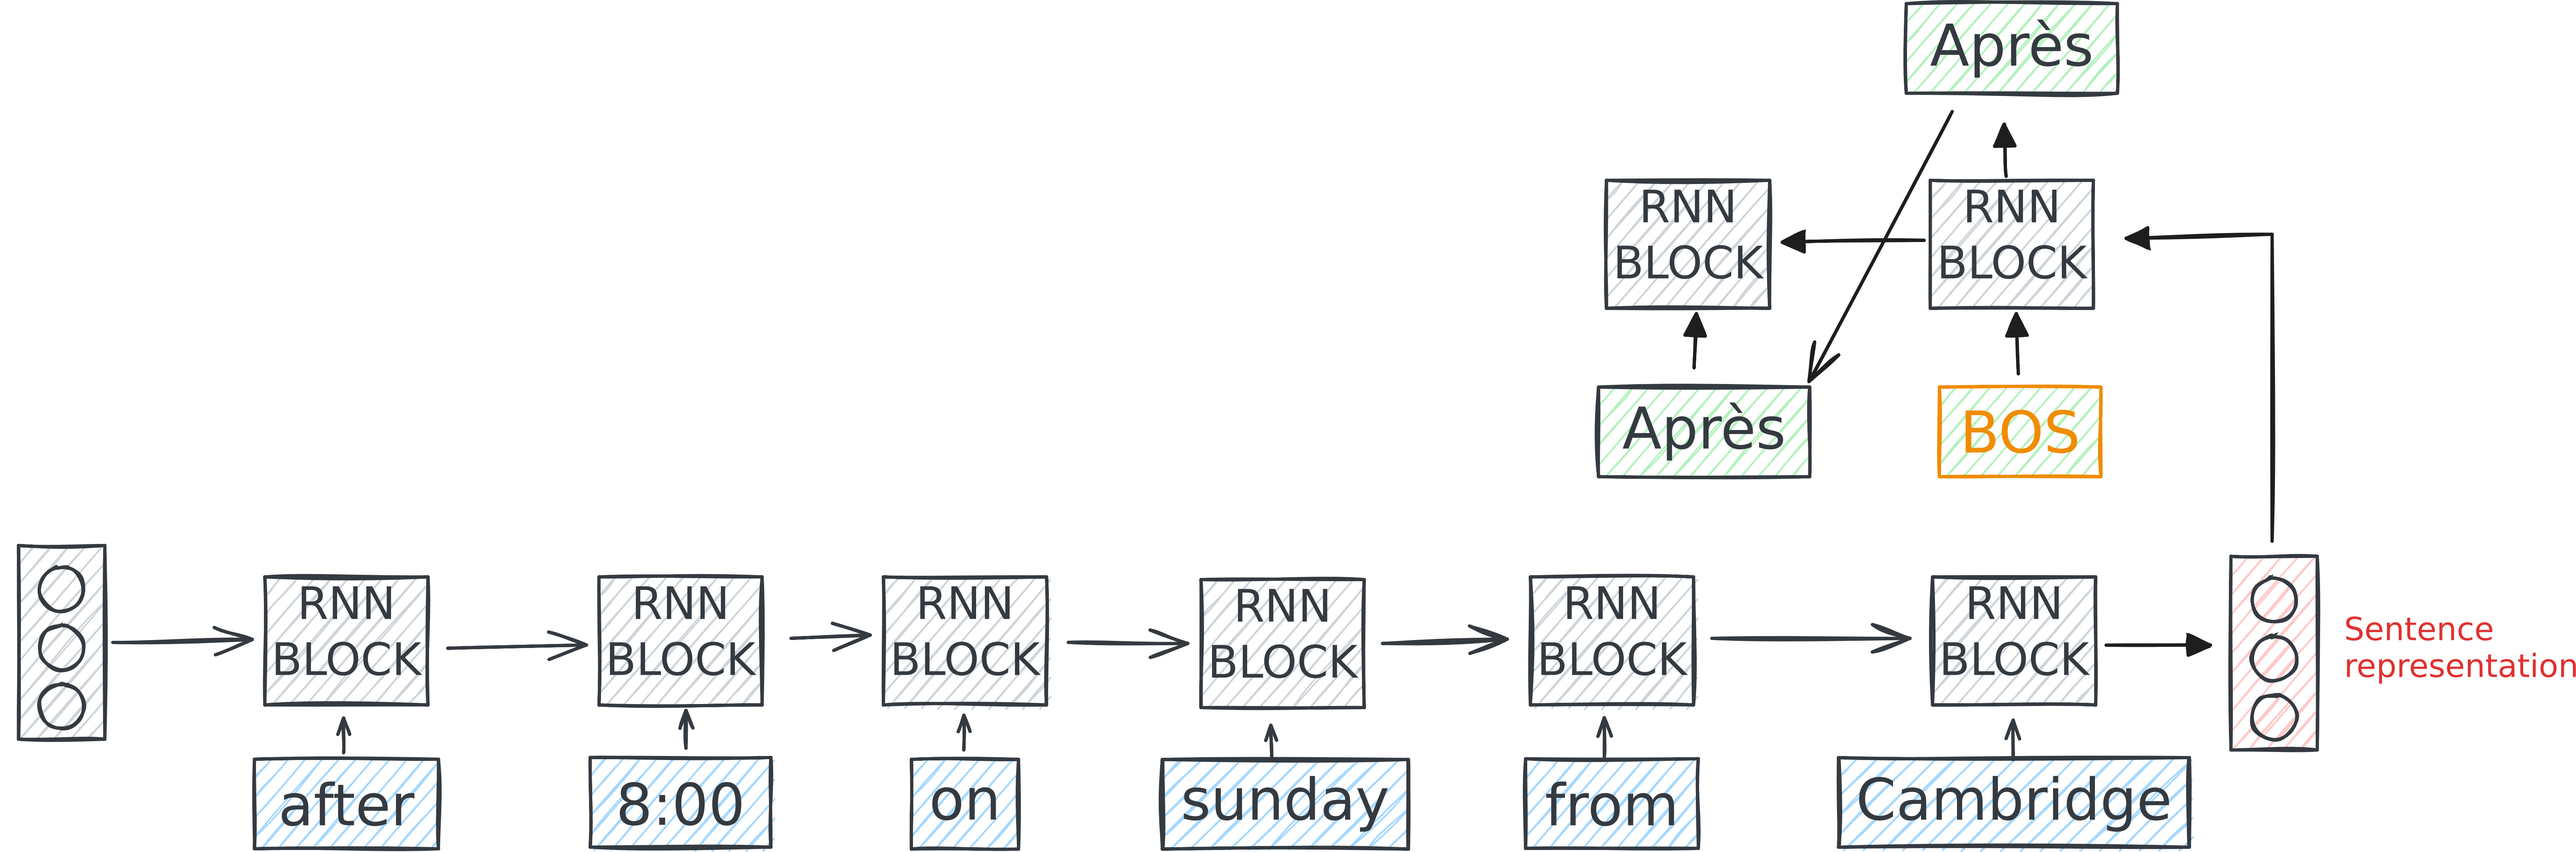 Après
RNN
BLOCK
RNN
BLOCK
Après
BOS
RNN
BLOCK
RNN
BLOCK
RNN
BLOCK
RNN
BLOCK
RNN
BLOCK
RNN
BLOCK
Sentence
representation
after
8:00
on
sunday
from
Cambridge